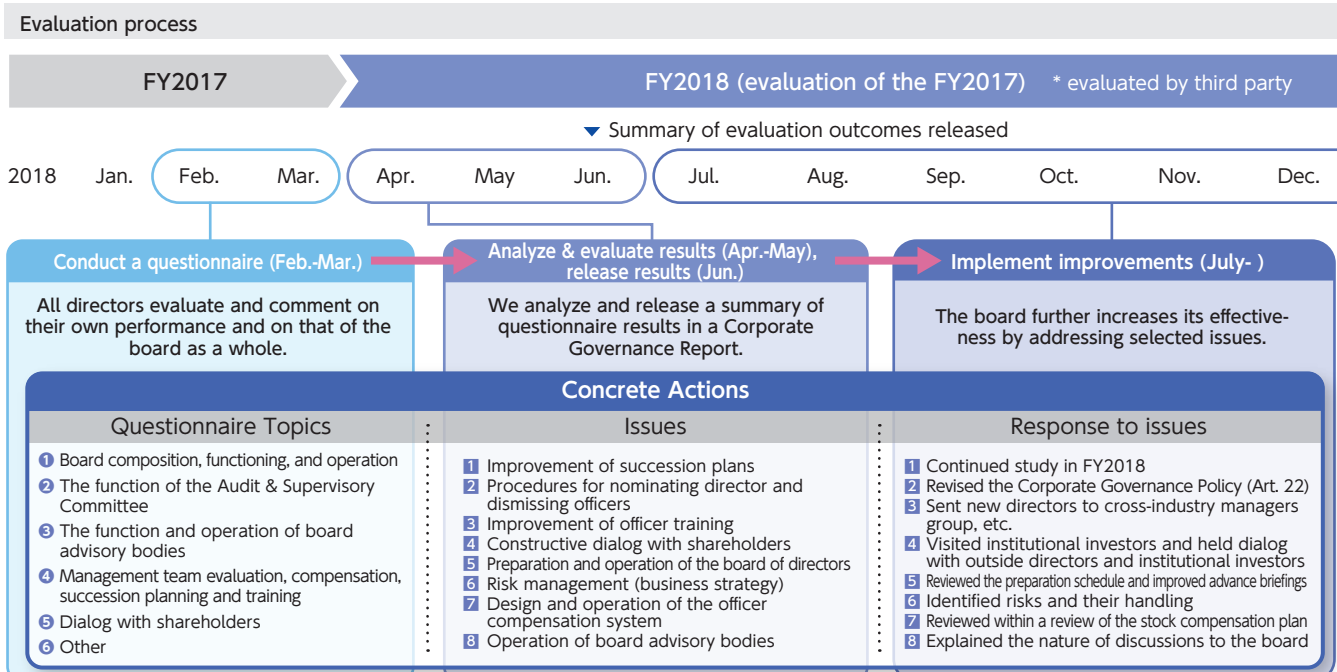 Evaluation process
FY2017
FY2018 (evaluation of the FY2017) * evaluated by third party
▼ Summary of evaluation outcomes released
2018 Jan. Feb. Mar. Apr. May Jun. Jul. Aug. Sep. Oct. Nov. Dec.
Conduct a questionnaire (Feb.-Mar.)
All directors evaluate and comment on
their own performance and on that of the
board as a whole.
Analyze & evaluate results (Apr.-May),
release results (Jun.)
We analyze and release a summary of
questionnaire results in a Corporate
Governance Report.
Implement improvements (July- )
The board further increases its effective-
ness by addressing selected issues.
Concrete Actions
Questionnaire Topics
1 Board composition, functioning, and operation
2 The function of the Audit & Supervisory
Committee
3 The function and operation of board
advisory bodies
4 Management team evaluation, compensation,
succession planning and training
5 Dialog with shareholders
6 Other
Issues
1 Improvement of succession plans
2 Procedures for nominating director and
dismissing officers
3 Improvement of officer training
4 Constructive dialog with shareholders
5 Preparation and operation of the board of directors
6 Risk management (business strategy)
7 Design and operation of the officer
compensation system
8 Operation of board advisory bodies
Response to issues
1 Continued study in FY2018
2 Revised the Corporate Governance Policy (Art. 22)
3 Sent new directors to cross-industry managers
group, etc.
4 Visited institutional investors and held dialog
with outside directors and institutional investors
5 Reviewed the preparation schedule and improved advance briefings
6 Identified risks and their handling
7 Reviewed within a review of the stock compensation plan
8 Explained the nature of discussions to the board